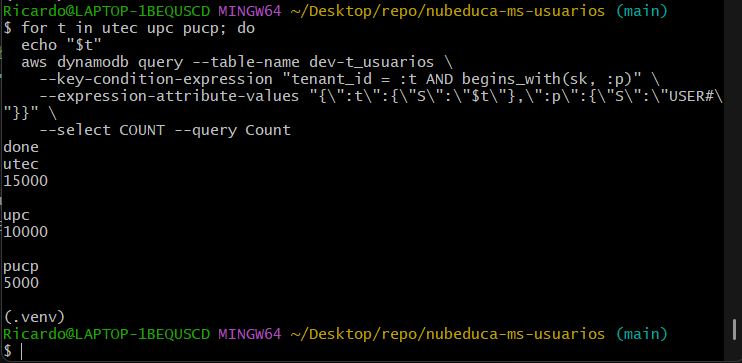 Ricardo@LAPTOP-1BEQUSCD MINGW64 ~/Desktop/repo/nubeduca-ms-usuarios (main)
$ for t in utec upc pucp; do
  echo "$t"
  aws dynamodb query --table-name dev-t_usuarios \
    --key-condition-expression "tenant_id = :t AND begins_with(sk, :p)" \
    --expression-attribute-values "{\":t\":{\"S\":\"$t\"},\":p\":{\"S\":\"USER#\
"}}" \
    --select COUNT --query Count
done
utec
15000

upc
10000

pucp
5000

(.venv)
Ricardo@LAPTOP-1BEQUSCD MINGW64 ~/Desktop/repo/nubeduca-ms-usuarios (main)
$